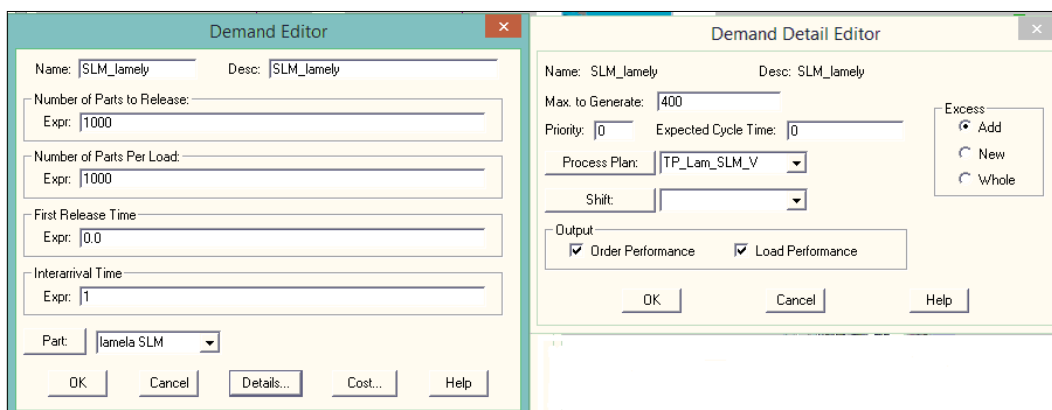 Demand Editor
Name: SLM_lamely Desc: SLM_lamely
Number of Parts to Release:
Expr: 1000
Number of Parts Per Load:
Expr: 1000
First Release Time
Expr: 0.0
Interarrival Time
Expr: 1
Part: lamela SLM
OK Cancel Details... Cost... Help
Demand Detail Editor
Name: SLM_lamely Desc: SLM_lamely
Max. to Generate: 400
Priority: 0 Expected Cycle Time: 0
Process Plan: TP_Lam_SLM_V
Shift:
Excess
Add
New
Whole
Output
Order Performance Load Performance
OK Cancel Help